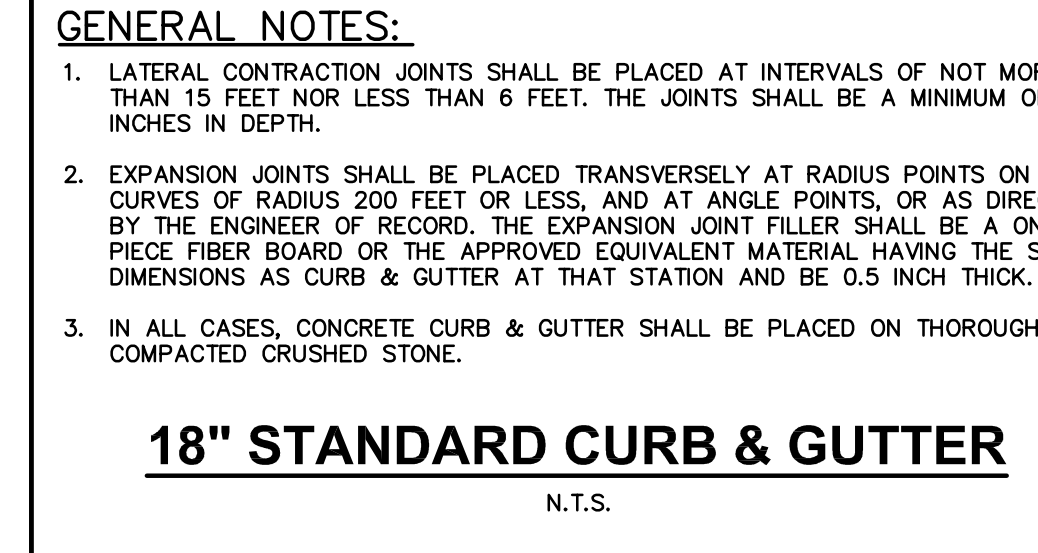 GENERAL NOTES:
1. LATERAL CONTRACTION JOINTS SHALL BE PLACED AT INTERVALS OF NOT
THAN 15 FEET NOR LESS THAN 6 FEET. THE JOINTS SHALL BE A MINIMUM
INCHES IN DEPTH.
2. EXPANSION JOINTS SHALL BE PLACED TRANSVERSELY AT RADIUS POINTS ON
CURVES OF RADIUS 200 FEET OR LESS, AND AT ANGLE POINTS, OR AS
BY THE ENGINEER OF RECORD. THE EXPANSION JOINT FILLER SHALL BE A
PIECE FIBER BOARD OR THE APPROVED EQUIVALENT MATERIAL HAVING THE
DIMENSIONS AS CURB & GUTTER AT THAT STATION AND BE 0.5 INCH THICK.
3. IN ALL CASES, CONCRETE CURB & GUTTER SHALL BE PLACED ON
COMPACTED CRUSHED STONE.
18" STANDARD CURB & GUTTER
N.T.S.